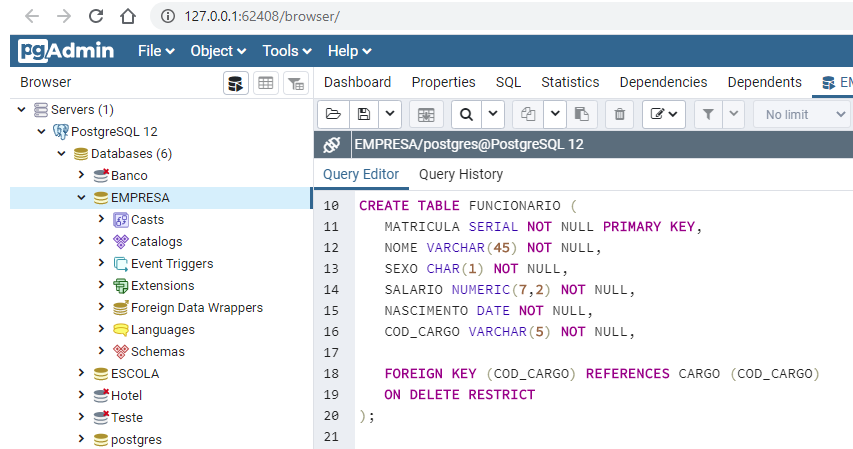 127.0.0.1:62408/browser/
pgAdmin File Object Tools Help
Browser
Dashboard Properties SQL Statistics Dependencies Dependents
Servers (1)
PostgreSQL 12
Databases (6)
Banco
EMPRESA
Casts
Catalogs
Event Triggers
Extensions
Foreign Data Wrappers
Languages
Schemas
ESCOLA
Hotel
Teste
postgres
No limit
EMPRESA/postgres@PostgreSQL 12
Query Editor Query History
10 CREATE TABLE FUNCIONARIO (
11 MATRICULA SERIAL NOT NULL PRIMARY KEY,
12 NOME VARCHAR(45) NOT NULL,
13 SEXO CHAR(1) NOT NULL,
14 SALARIO NUMERIC(7,2) NOT NULL,
15 NASCIMENTO DATE NOT NULL,
16 COD_CARGO VARCHAR(5) NOT NULL,
17
18 FOREIGN KEY (COD_CARGO) REFERENCES CARGO (COD_CARGO)
19 ON DELETE RESTRICT
20 );
21